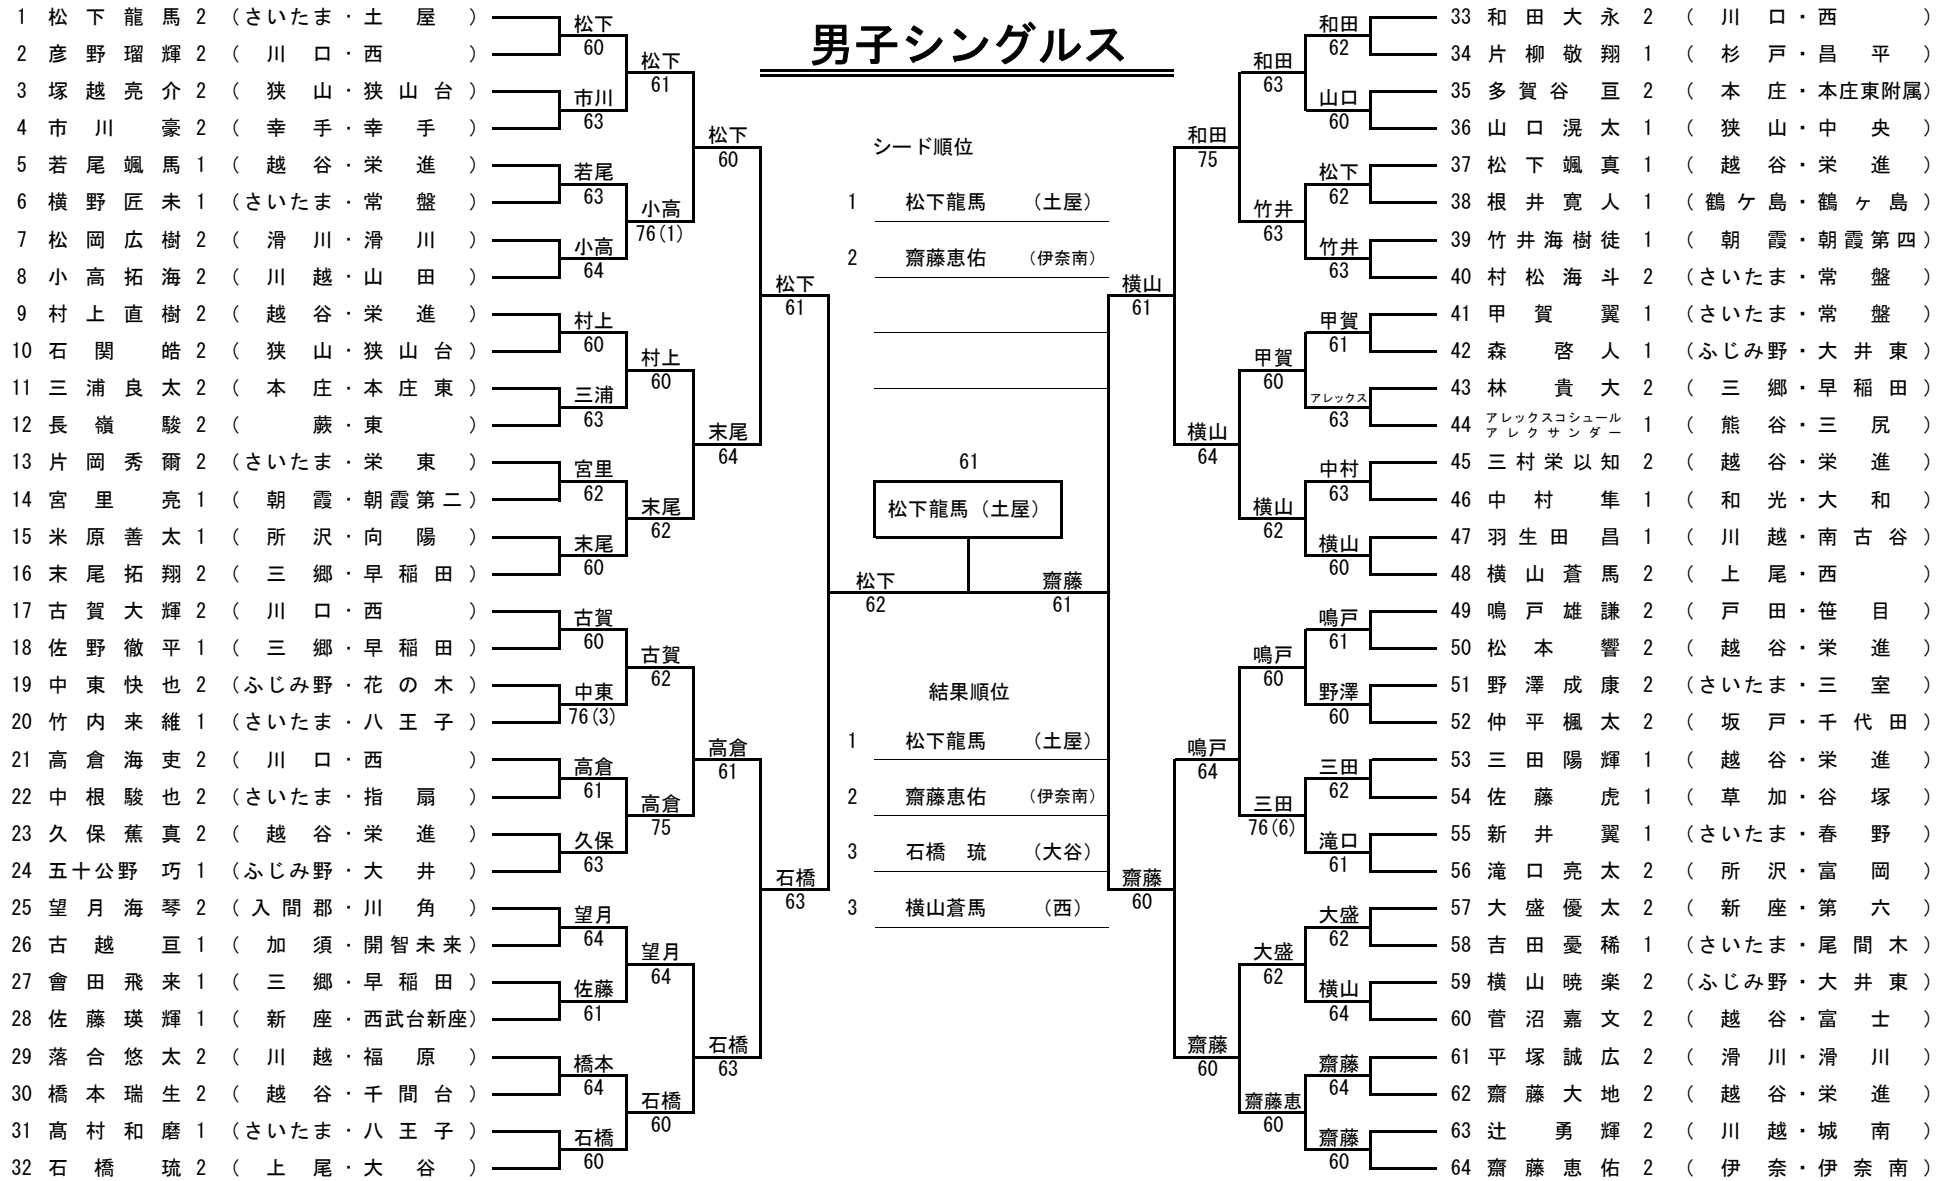 男子シングルス
1 松下龍馬 2 (さいたま・土屋)
2 彦野瑠輝 2 (川口・西)
3 塚越亮介 2 (狭山・狭山台)
4 市川豪 2 (幸手・幸手)
5 若尾颯馬 1 (越谷・栄進)
6 横野匠未 1 (さいたま・常盤)
7 松岡広樹 2 (滑川・滑川)
8 小高拓海 2 (川越・山田)
9 村上直樹 2 (越谷・栄進)
10 石関皓 2 (狭山・狭山台)
11 三浦良太 2 (本庄・本庄東)
12 長嶺駿 2 (蕨・東)
13 片岡秀爾 2 (さいたま・栄東)
14 宮里亮 1 (朝霞・朝霞第二)
15 米原善太 1 (所沢・向陽)
16 末尾拓翔 2 (三郷・早稲田)
17 古賀大輝 2 (川口・西)
18 佐野徹平 1 (三郷・早稲田)
19 中東快也 2 (ふじみ野・花の木)
20 竹内来維 1 (さいたま・八王子)
21 高倉海吏 2 (川口・西)
22 中根駿也 2 (さいたま・指扇)
23 久保蕉真 2 (越谷・栄進)
24 五十公野巧 1 (ふじみ野・大井)
25 望月海琴 2 (入間郡・川角)
26 古越亘 1 (加須・開智未来)
27 會田飛来 1 (三郷・早稲田)
28 佐藤瑛輝 1 (新座・西武台新座)
29 落合悠太 2 (川越・福原)
30 橋本瑞生 2 (越谷・千間台)
31 髙村和磨 1 (さいたま・八王子)
32 石橋琉 2 (上尾・大谷)
松下
60
市川
63
若尾
63
小高
64
村上
60
三浦
63
宮里
62
末尾
60
古賀
60
中東
76(3)
高倉
61
久保
63
望月
64
佐藤
61
橋本
64
石橋
60
松下
61
小高
76(1)
村上
60
末尾
62
古賀
62
高倉
75
望月
64
石橋
60
松下
60
末尾
64
高倉
61
石橋
63
松下
61
石橋
63
松下
62
シード順位
1 松下龍馬 (土屋)
2 齋藤恵佑 (伊奈南)
61
松下龍馬(土屋)
結果順位
1 松下龍馬 (土屋)
2 齋藤恵佑 (伊奈南)
3 石橋 琉 (大谷)
3 横山蒼馬 (西)
齋藤
61
横山
61
齋藤
60
和田
75
横山
64
鳴戸
64
齋藤
60
和田
63
竹井
63
甲賀
60
横山
62
鳴戸
60
三田
76(6)
大盛
62
齋藤恵
60
和田
62
山口
60
松下
62
竹井
63
甲賀
61
アレックス
63
中村
63
横山
60
鳴戸
61
野澤
60
三田
62
滝口
61
大盛
62
横山
64
齋藤
64
齋藤
60
33 和田大永 2 (川口・西)
34 片柳敬翔 1 (杉戸・昌平)
35 多賀谷亘 2 (本庄・本庄東附属)
36 山口滉太 1 (狭山・中央)
37 松下颯真 1 (越谷・栄進)
38 根井寛人 1 (鶴ケ島・鶴ヶ島)
39 竹井海樹徒 1 (朝霞・朝霞第四)
40 村松海斗 2 (さいたま・常盤)
41 甲賀翼 1 (さいたま・常盤)
42 森啓人 1 (ふじみ野・大井東)
43 林貴大 2 (三郷・早稲田)
44 アレックスコシュールアレクサンダー 1 (熊谷・三尻)
45 三村栄以知 2 (越谷・栄進)
46 中村隼 1 (和光・大和)
47 羽生田昌 1 (川越・南古谷)
48 横山蒼馬 2 (上尾・西)
49 鳴戸雄謙 2 (戸田・笹目)
50 松本響 2 (越谷・栄進)
51 野澤成康 2 (さいたま・三室)
52 仲平楓太 2 (坂戸・千代田)
53 三田陽輝 1 (越谷・栄進)
54 佐藤虎 1 (草加・谷塚)
55 新井翼 1 (さいたま・春野)
56 滝口亮太 2 (所沢・富岡)
57 大盛優太 2 (新座・第六)
58 吉田憂稀 1 (さいたま・尾間木)
59 横山暁楽 2 (ふじみ野・大井東)
60 菅沼嘉文 2 (越谷・富士)
61 平塚誠広 2 (滑川・滑川)
62 齋藤大地 2 (越谷・栄進)
63 辻勇輝 2 (川越・城南)
64 齋藤恵佑 2 (伊奈・伊奈南)